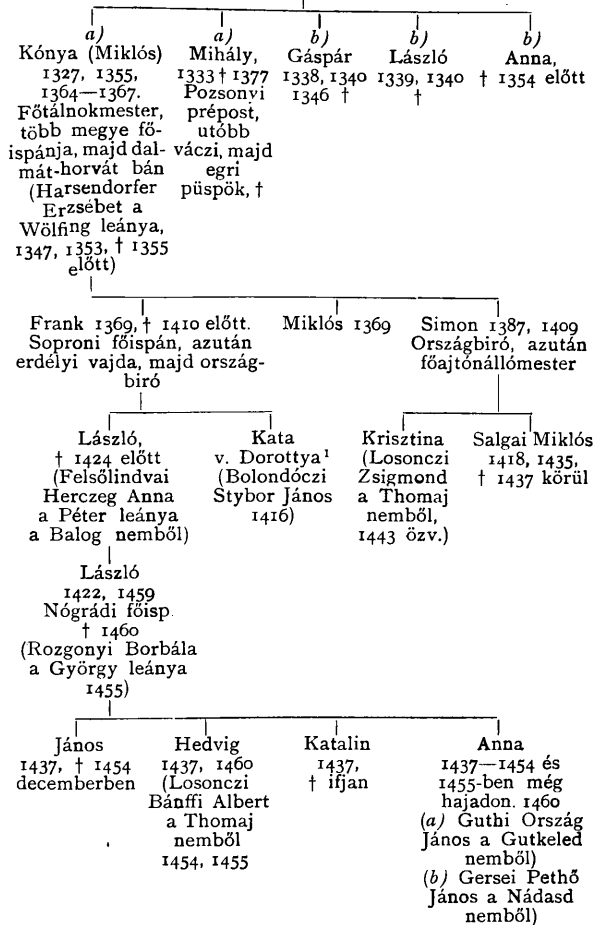 a)
Kónya (Miklós)
1327, 1355,
1364—1367.
Főtálnokmester,
több megye fő-
ispánja, majd dal-
mát-horvát bán
(Harsendorfer
Erzsébet a
Wölfing leánya,
1347, 1353, † 1355
előtt)
a)
Mihály,
1333 † 1377
Pozsonyi
prépost,
utóbb
váczi, majd
egri
püspök, †
b)
Gáspár
1338, 1340
1346 †
b)
László
1339, 1340
†
b)
Anna,
† 1354 előtt
Frank 1369, † 1410 előtt.
Soproni főispán, azután
erdélyi vajda, majd ország-
biró
Miklós 1369
Simon 1387, 1409
Országbiró, azután
főajtónállómester
László,
† 1424 előtt
(Felsőlindvai
Herczeg Anna
a Péter leánya
a Balog nemből)
Kata
v. Dorottya¹
(Bolondóczi
Stybor János
1416)
Krisztina
(Losonczi
Zsigmond
a Thomaj
nemből,
1443 özv.)
Salgai Miklós
1418, 1435,
† 1437 körül
László
1422, 1459
Nógrádi főisp.
† 1460
(Rozgonyi Borbála
a György leánya
1455)
János
1437, † 1454
decemberben
Hedvig
1437, 1460
(Losonczi
Bánffi Albert
a Thomaj
nemből
1454, 1455
Katalin
1437,
† ifjan
Anna
1437—1454 és
1455-ben még
hajadon. 1460
(a) Guthi Ország
János a Gutkeled
nemből)
(b) Gersei Pethő
János a Nádasd
nemből)